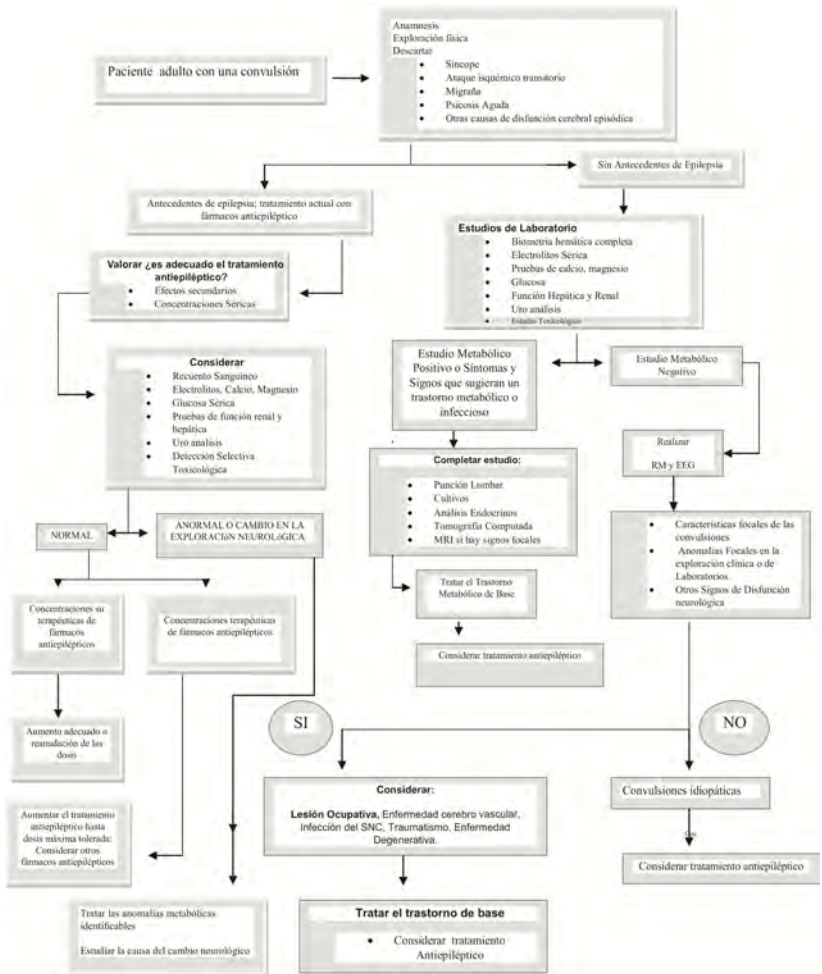 Anamnesis
Exploración física
Descartar
• Síncope
• Ataque isquémico transitorio
• Migraña
• Psicosis Aguda
• Otras causas de disfunción cerebral episódica
Paciente adulto con una convulsión
Sin Antecedentes de Epilepsia
Antecedentes de epilepsia; tratamiento actual con
fármacos antiepiléptico
Estudios de Laboratorio
• Biometría hemática completa
• Electrolitos Sérica
• Pruebas de calcio, magnesio
• Glucosa
• Función Hepática y Renal
• Uro análisis
• Estudio Toxicológico
Valorar ¿es adecuado el tratamiento
antiepiléptico?
• Efectos secundarios
• Concentraciones Séricas
Considerar
• Recuento Sanguíneo
• Electrolitos, Calcio, Magnesio
• Glucosa Sérica
• Pruebas de función renal y
hepática
• Uro analisis
• Detección Selectiva
Toxicológica
Estudio Metabólico
Positivo o Síntomas y
Signos que sugieran un
trastorno metabólico o
infeccioso
Estudio Metabólico
Negativo
Realizar
RM y EEG
Completar estudio:
• Punción Lumbar
• Cultivos
• Análisis Endocrinos
• Tomografía Computada
• MRI si hay signos focales
• Características focales de las
convulsiones
• Anomalías Focales en la
exploración clínica o de
Laboratorios
• Otros Signos de Disfunción
neurológica
NORMAL
ANORMAL O CAMBIO EN LA
EXPLORACIóN NEUROLóGICA
Tratar el Trastorno
Metabólico de Base
Considerar tratamiento antiepiléptico
Concentraciones su
terapéuticas de
fármacos
antiepilépticos
Concentraciones terapéuticas
de fármacos antiepilépticos
SI
NO
Aumento adecuado o
reanudación de las
dosis
Considerar:
Lesión Ocupativa, Enfermedad cerebro vascular,
Infección del SNC, Traumatismo, Enfermedad
Degenerativa.
Convulsiones idiopáticas
Considerar tratamiento antiepiléptico
Aumentar el tratamiento
antiepiléptico hasta
dosis máxima tolerada:
Considerar otros
fármacos antiepilépticos
Tratar las anomalías metabólicas
identificables
Estudiar la causa del cambio neurológico
Tratar el trastorno de base
• Considerar tratamiento
Antiepiléptico